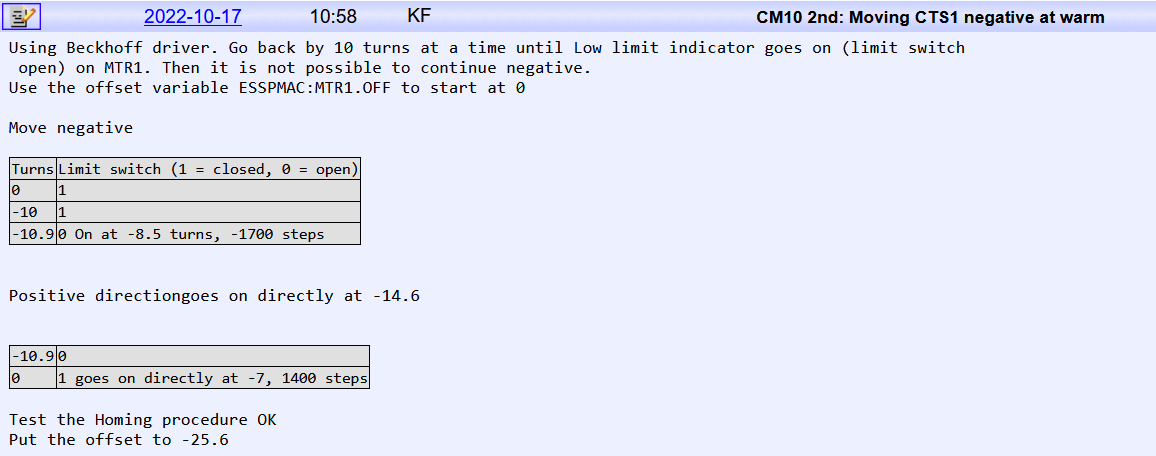 2022-10-17 10:58 KF CM10 2nd: Moving CTS1 negative at warm
Using Beckhoff driver. Go back by 10 turns at a time until Low limit indicator goes on (limit switch
open) on MTR1. Then it is not possible to continue negative.
Use the offset variable ESSPMAC:MTR1.OFF to start at 0
Move negative
Turns Limit switch (1 = closed, 0 = open)
0 1
-10 1
-10.9 0 On at -8.5 turns, -1700 steps
Positive directiongoes on directly at -14.6
-10.9 0
0 1 goes on directly at -7, 1400 steps
Test the Homing procedure OK
Put the offset to -25.6